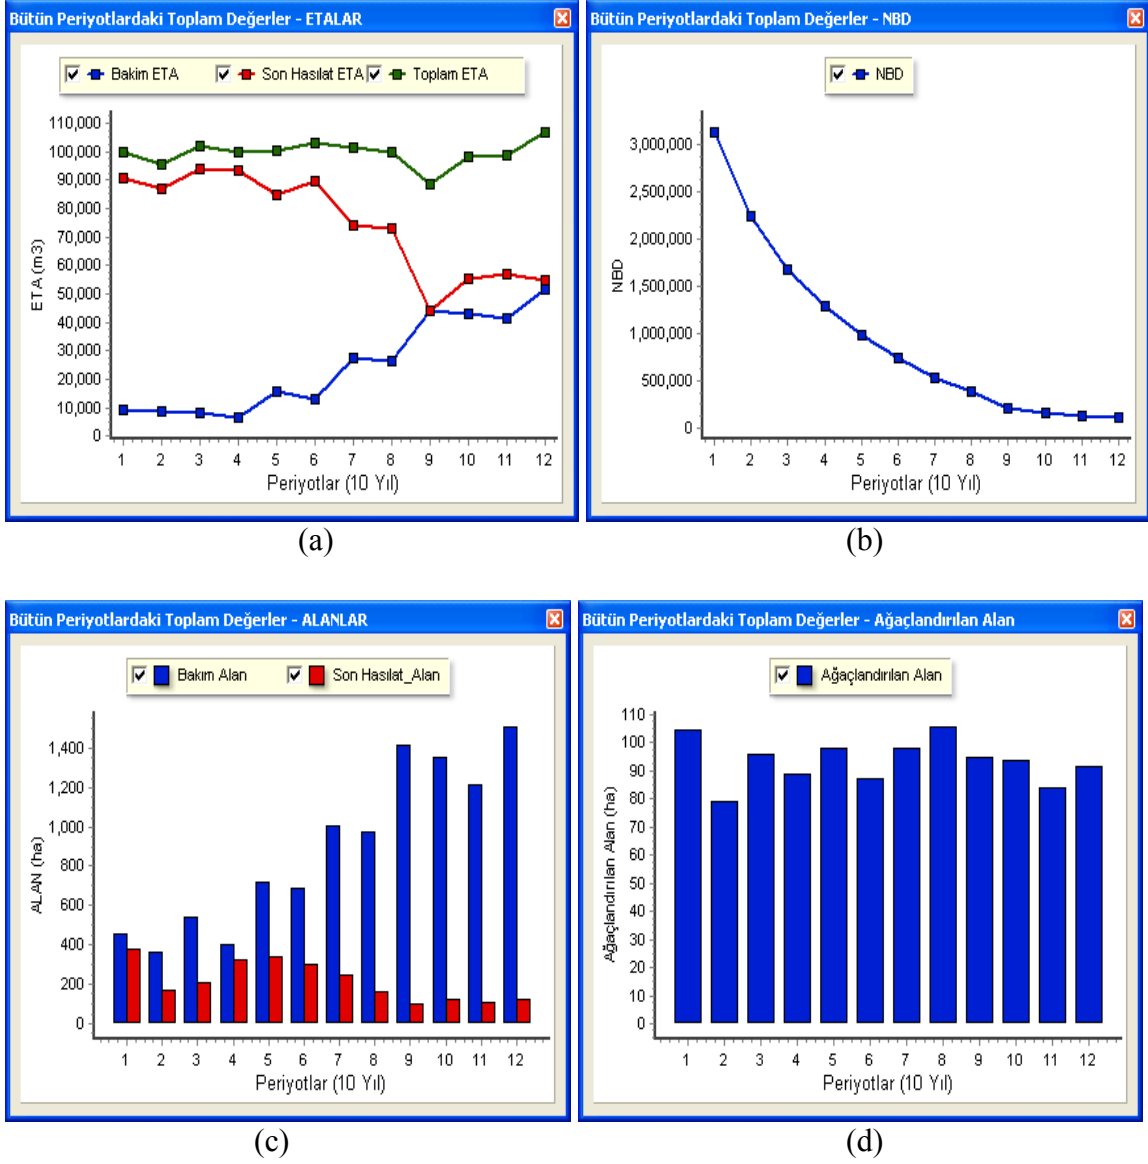 Bütün Periyotlardaki Toplam Değerler - ETALAR
Bakim ETA Son Hasılat ETA Toplam ETA
110,000
100,000
90,000
80,000
70,000
60,000
50,000
40,000
30,000
20,000
10,000
0
ETA (m3)
1 2 3 4 5 6 7 8 9 10 11 12
Periyotlar (10 Yıl)
(a)
Bütün Periyotlardaki Toplam Değerler - NBD
NBD
3,000,000
2,500,000
2,000,000
1,500,000
1,000,000
500,000
0
NBD
1 2 3 4 5 6 7 8 9 10 11 12
Periyotlar (10 Yıl)
(b)
Bütün Periyotlardaki Toplam Değerler - ALANLAR
Bakım Alan Son Hasılat_Alan
1,400
1,200
1,000
800
600
400
200
0
ALAN (ha)
1 2 3 4 5 6 7 8 9 10 11 12
Periyotlar (10 Yıl)
(c)
Bütün Periyotlardaki Toplam Değerler - Ağaçlandırılan Alan
Ağaçlandırılan Alan
110
100
90
80
70
60
50
40
30
20
10
0
Ağaçlandırılan Alan (ha)
1 2 3 4 5 6 7 8 9 10 11 12
Periyotlar (10 Yıl)
(d)